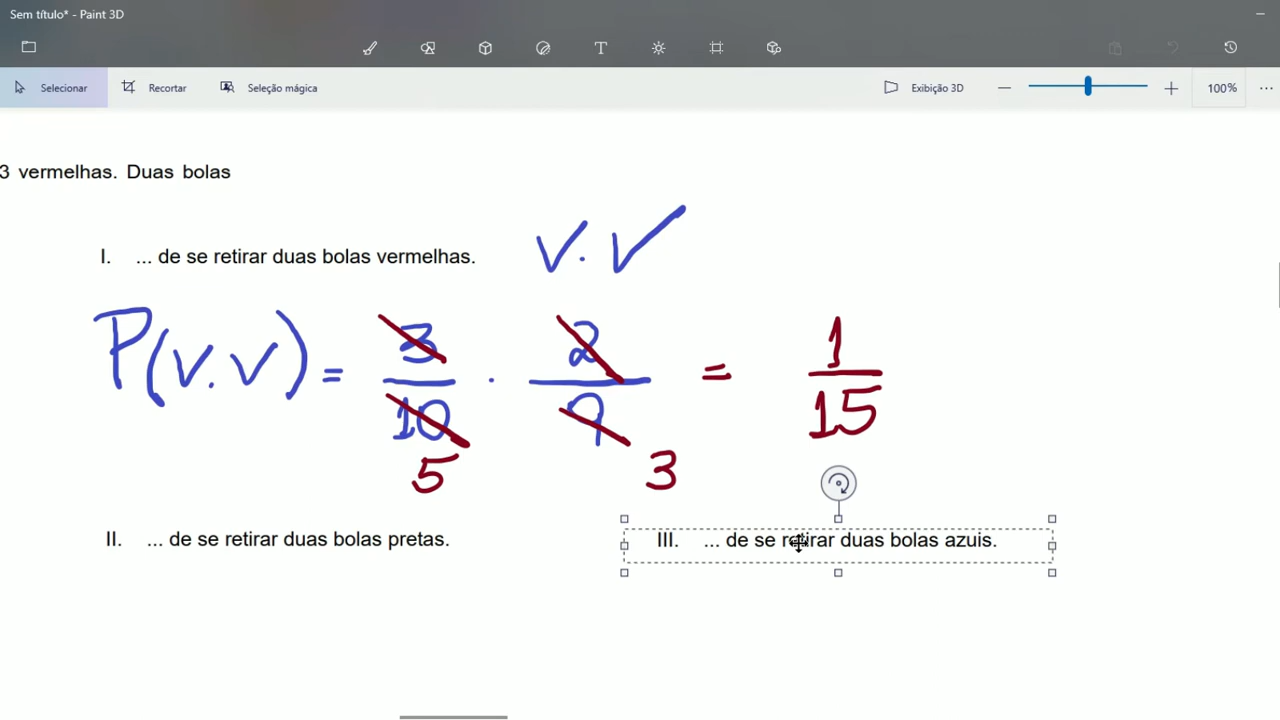 Sem título* - Paint 3D
Selecionar Recortar Seleção mágica Exibição 3D 100%
3 vermelhas. Duas bolas
I. ... de se retirar duas bolas vermelhas. V.V
P(V.V) = 3/10 . 2/9 = 1/15
5 3
II. ... de se retirar duas bolas pretas. III. ... de se retirar duas bolas azuis.